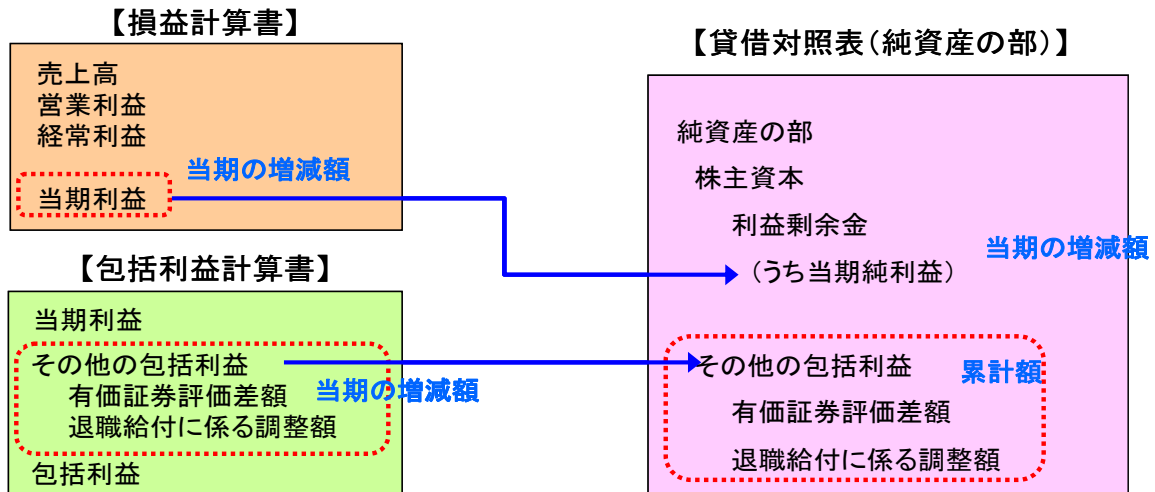 【損益計算書】
売上高
営業利益
経常利益
当期の増減額
当期利益
【包括利益計算書】
当期利益
その他の包括利益
有価証券評価差額
当期の増減額
退職給付に係る調整額
包括利益
【貸借対照表(純資産の部)】
純資産の部
株主資本
利益剰余金
当期の増減額
(うち当期純利益)
その他の包括利益
累計額
有価証券評価差額
退職給付に係る調整額